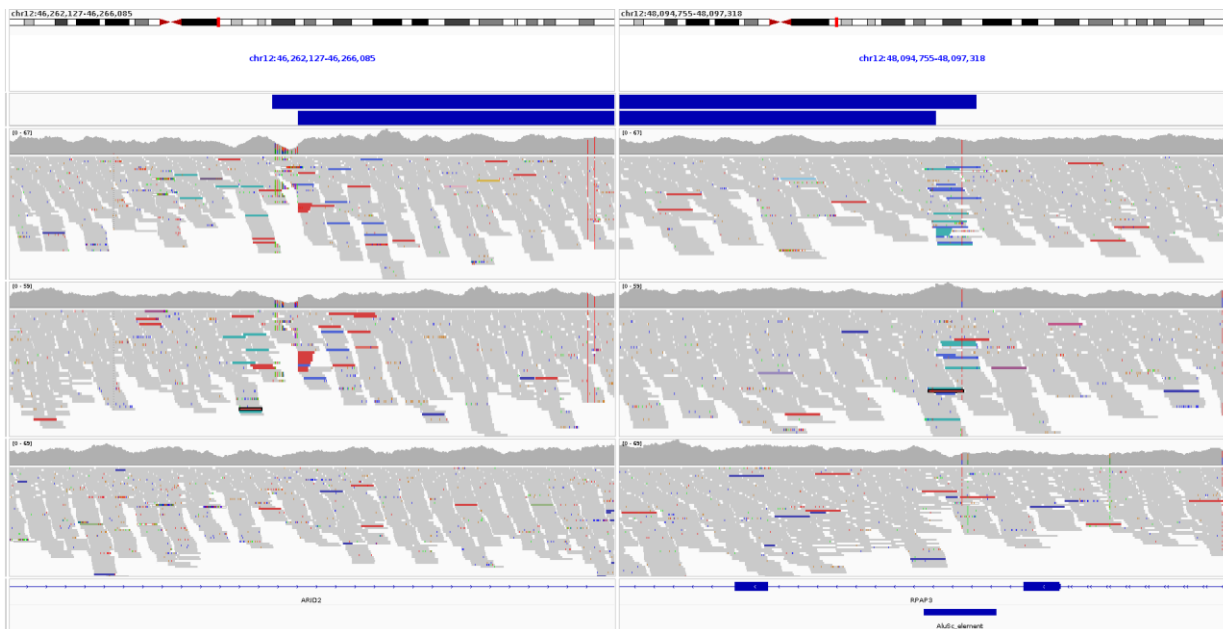 chr12:46,262,127-46,266,085
chr12:48,094,755-48,097,318
chr12:46,262,127-46,266,085
chr12:48,094,755-48,097,318
[0 - 67]
[0 - 67]
[0 - 59]
[0 - 59]
[0 - 69]
[0 - 69]
ARID2
RPAP3
AluSc_element